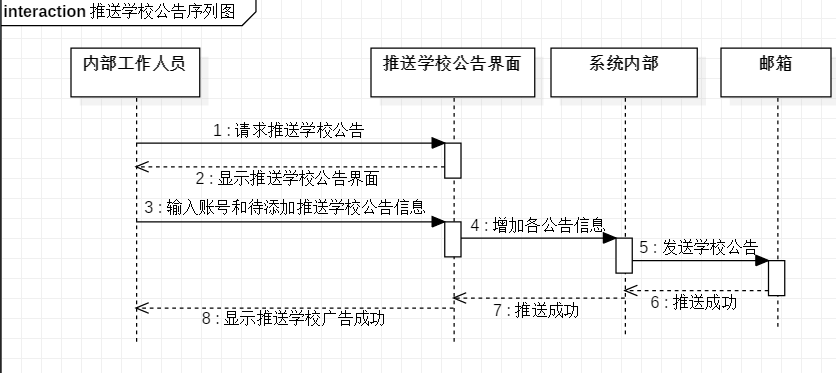 interaction 推送学校公告序列图
内部工作人员
推送学校公告界面
系统内部
邮箱
1 : 请求推送学校公告
2 : 显示推送学校公告界面
3 : 输入账号和待添加推送学校公告信息
4 : 增加各公告信息
5 : 发送学校公告
6 : 推送成功
7 : 推送成功
8 : 显示推送学校广告成功